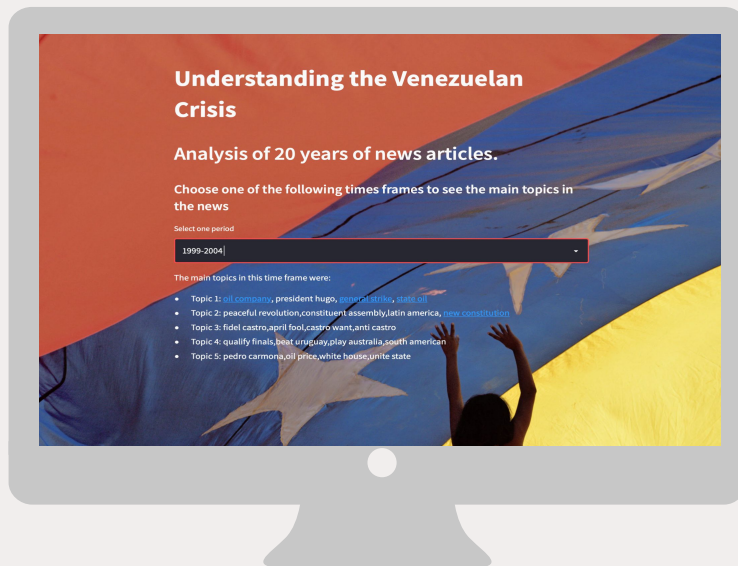 Understanding the Venezuelan
Crisis
Analysis of 20 years of news articles.
Choose one of the following times frames to see the main topics in
the news
Select one period
1999-2004
The main topics in this time frame were:
• Topic 1: oil company, president hugo, general strike, state oil
• Topic 2: peaceful revolution,constituent assembly,latin america, new constitution
• Topic 3: fidel castro,april fool,castro want,anti castro
• Topic 4: qualify finals,beat uruguay,play australia,south american
• Topic 5: pedro carmona,oil price,white house,unite state